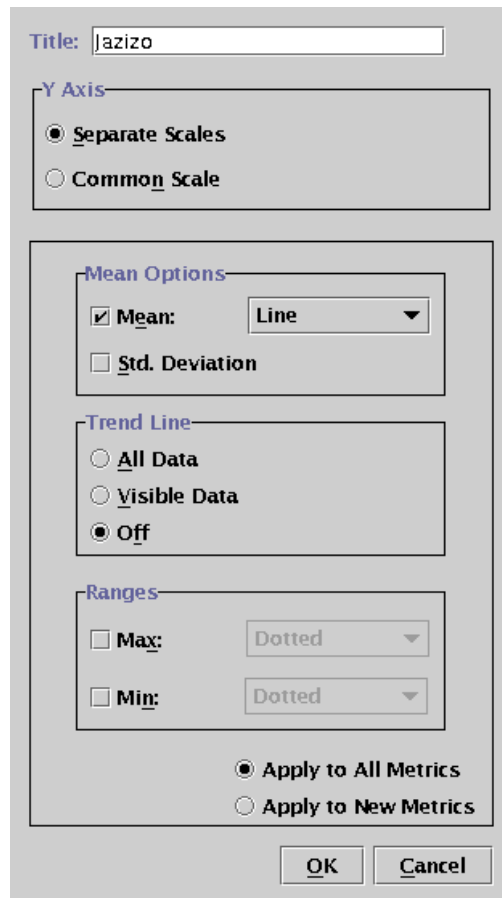 Title: Jazizo
Y Axis
Separate Scales
Common Scale
Mean Options
Mean: Line
Std. Deviation
Trend Line
All Data
Visible Data
Off
Ranges
Max: Dotted
Min: Dotted
Apply to All Metrics
Apply to New Metrics
OK Cancel